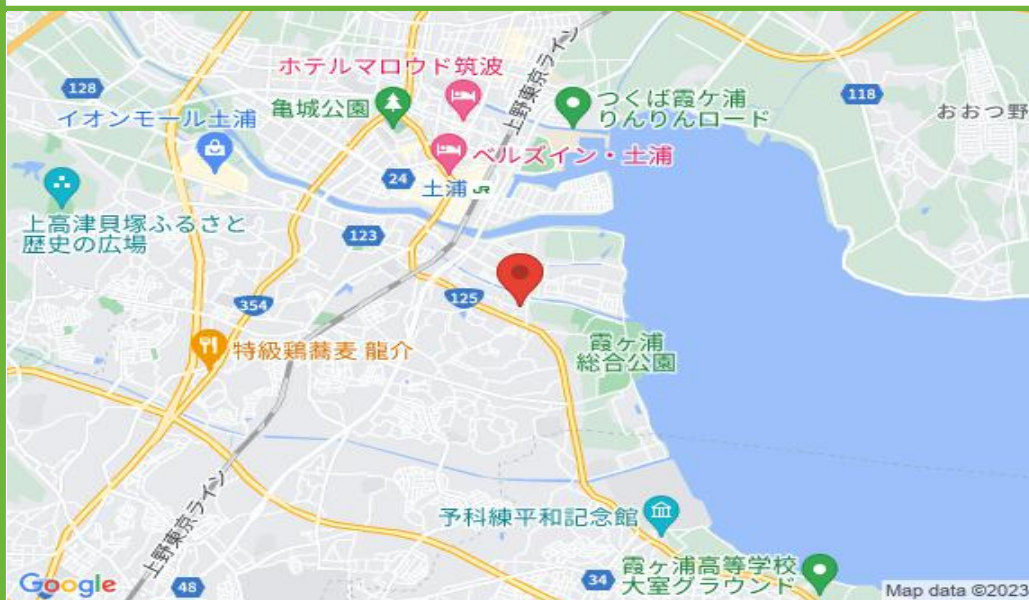 上野東京ライン
ホテルマロウド筑波
128
亀城公園
つくば霞ケ浦
りんりんロード
118
おおつ野
イオンモール土浦
ベルズイン・土浦
24
土浦 JR
上高津貝塚ふるさと
歴史の広場
123
354
125
霞ヶ浦
総合公園
特級鶏蕎麦 龍介
上野東京ライン
予科練平和記念館
霞ヶ浦高等学校
大室グラウンド
34
48
Google
Map data ©2023